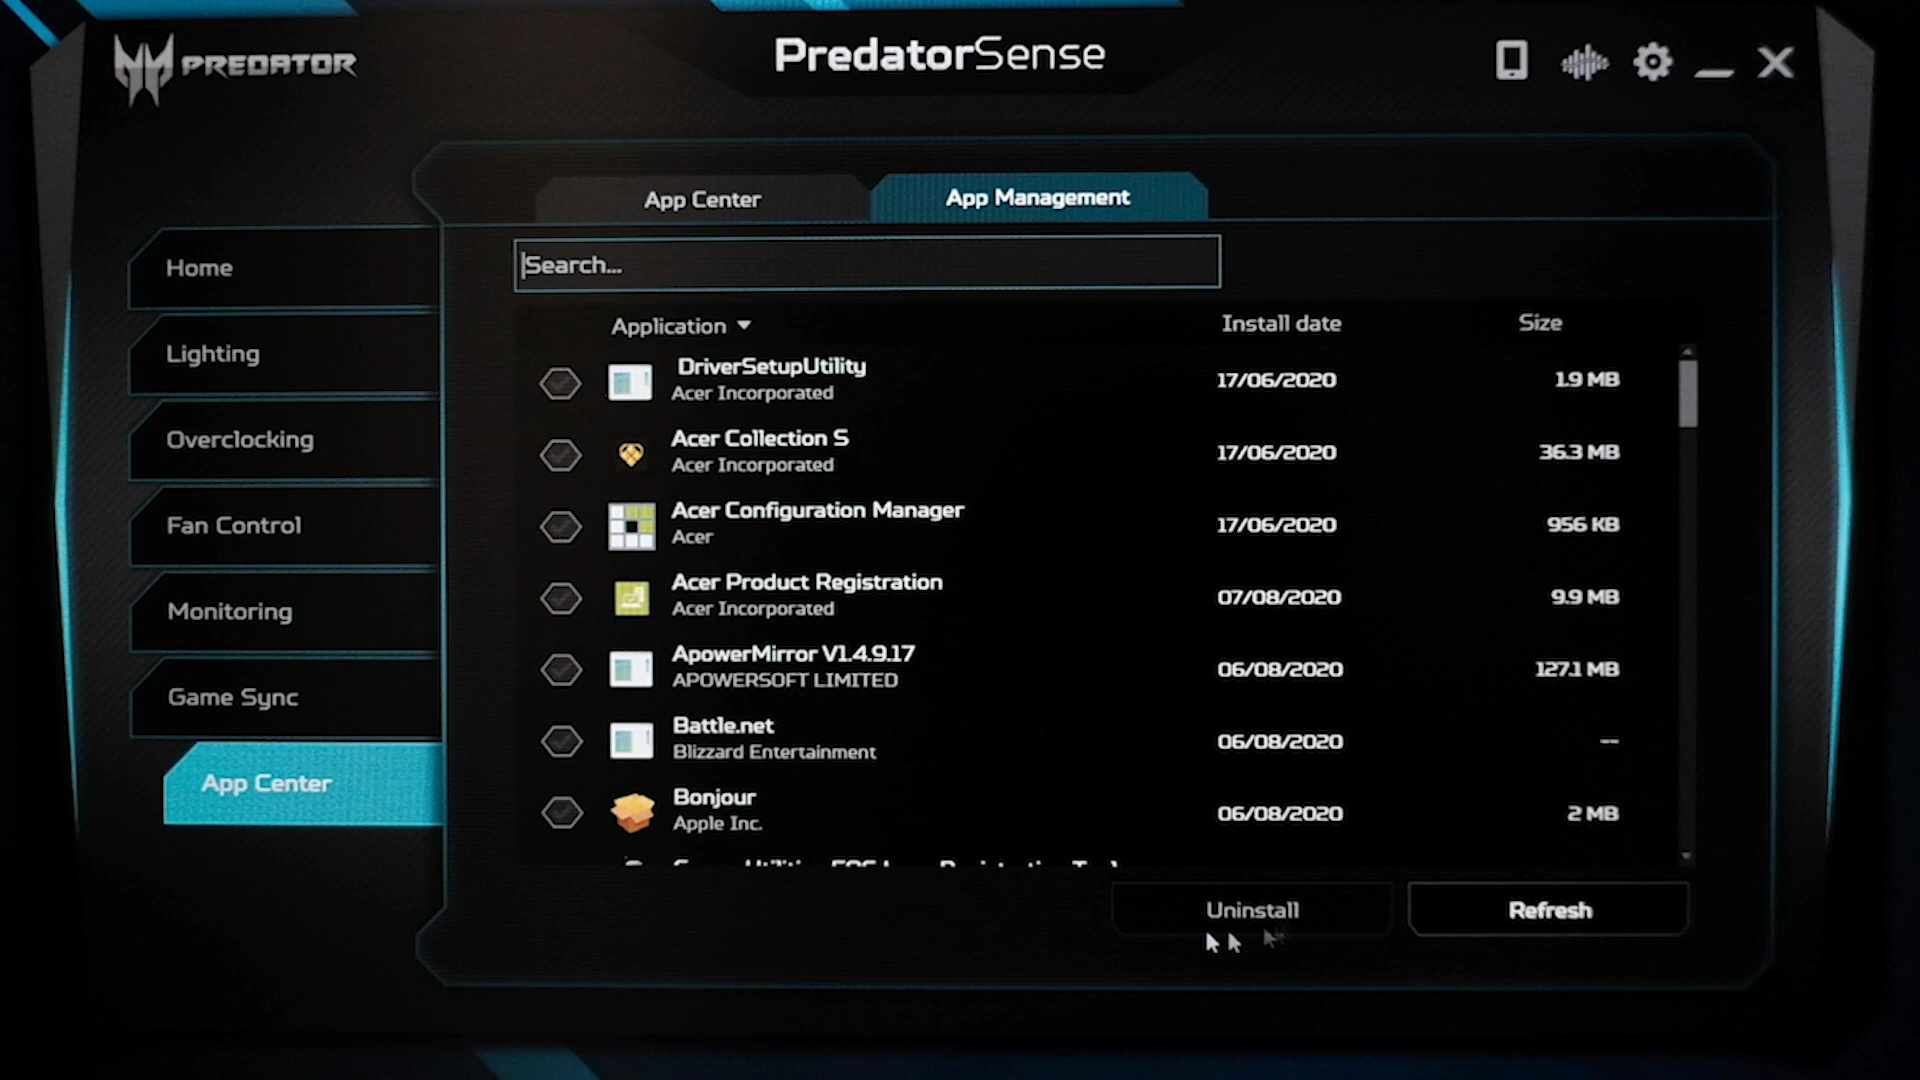 PREDATOR
PredatorSense
App Center
App Management
Search...
Home
Lighting
Overclocking
Fan Control
Monitoring
Game Sync
App Center
Application
Install date
Size
DriverSetupUtility
Acer Incorporated
17/06/2020
1.9 MB
Acer Collection S
Acer Incorporated
17/06/2020
36.3 MB
Acer Configuration Manager
Acer
17/06/2020
956 KB
Acer Product Registration
Acer Incorporated
07/08/2020
9.9 MB
ApowerMirror V1.4.9.17
APOWERSOFT LIMITED
06/08/2020
127.1 MB
Battle.net
Blizzard Entertainment
06/08/2020
--
Bonjour
Apple Inc.
06/08/2020
2 MB
Uninstall
Refresh